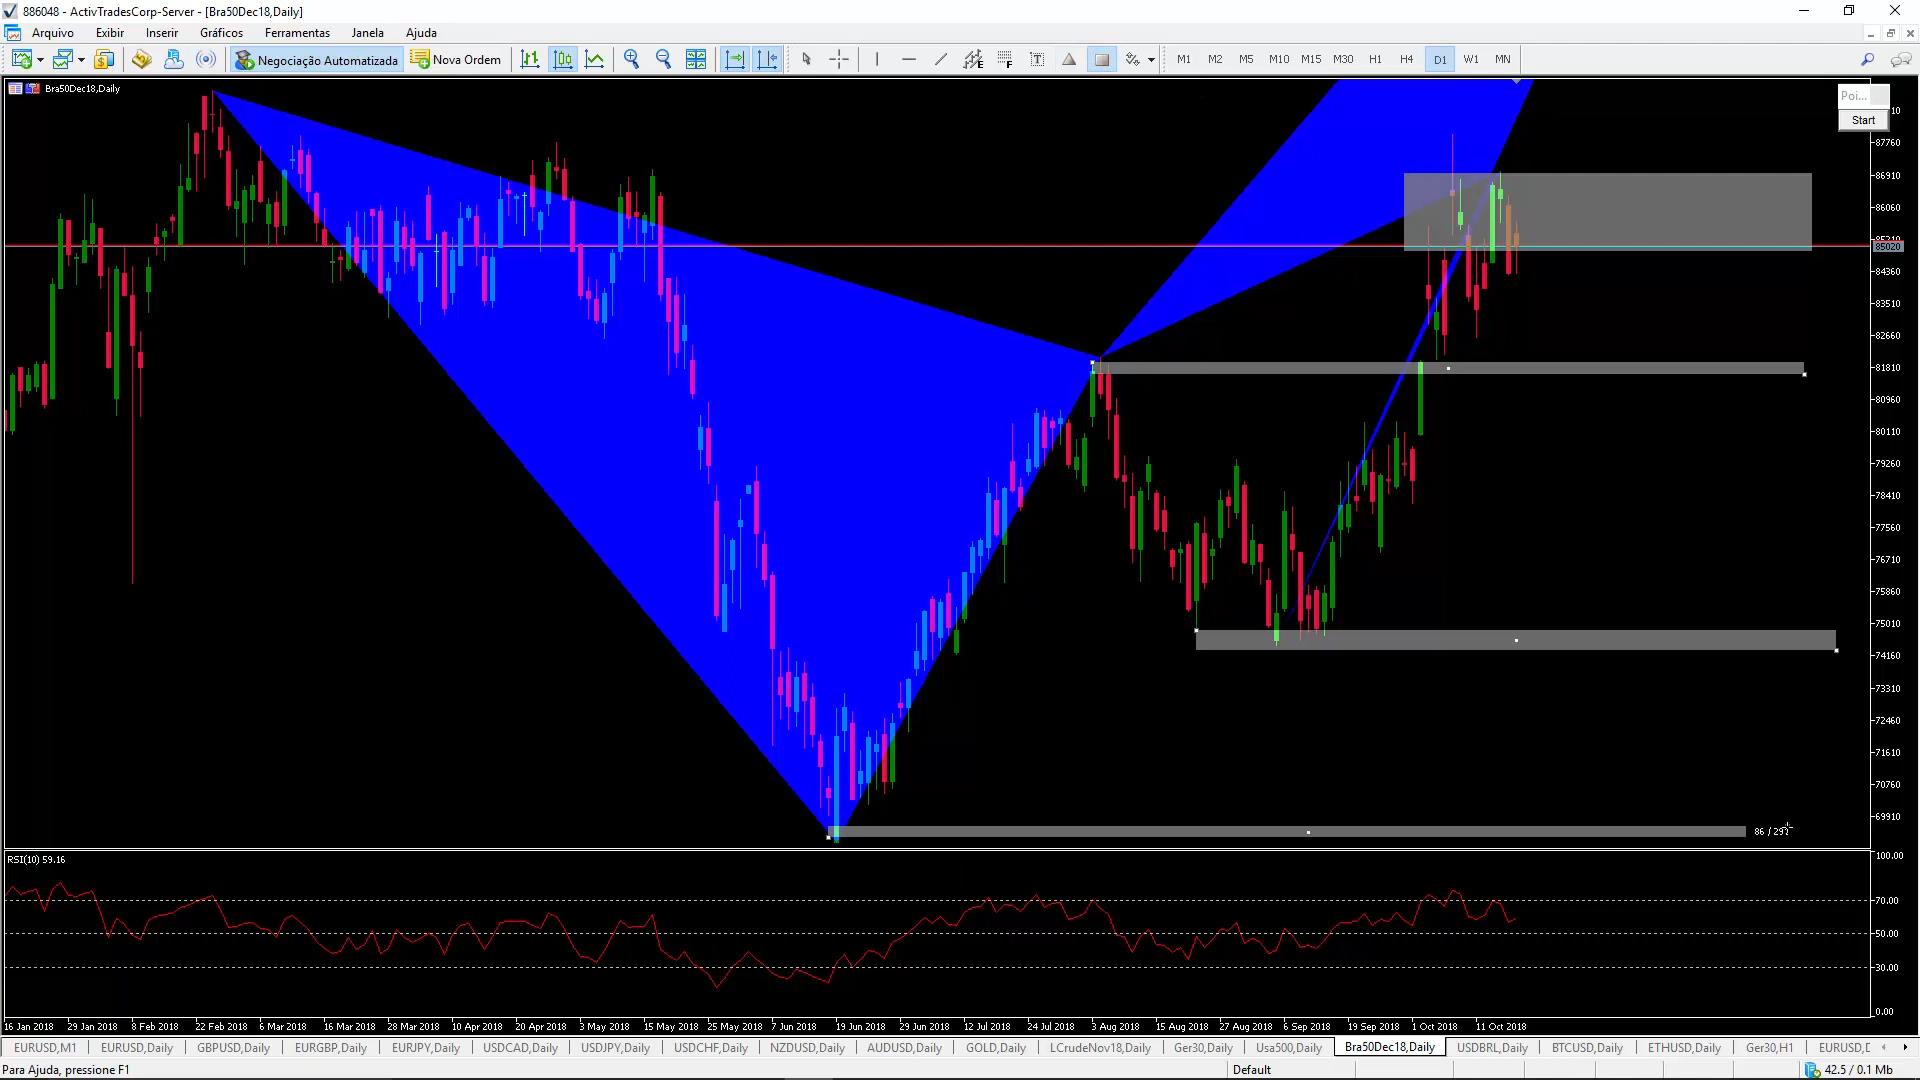 886048 - ActivTradesCorp-Server - [Bra50Dec18,Daily]
Arquivo Exibir Inserir Gráficos Ferramentas Janela Ajuda
Negociação Automatizada Nova Ordem M1 M2 M5 M10 M15 M30 H1 H4 D1 W1 MN
Bra50Dec18,Daily
Poi...
Start
87760
86910
86060
85020
84360
83510
82660
81810
80960
80110
79260
78410
77560
76710
75860
75010
74160
73310
72460
71610
70760
69910
RSI(10) 59.16
100.00
70.00
50.00
30.00
0.00
16 Jan 2018 29 Jan 2018 8 Feb 2018 22 Feb 2018 6 Mar 2018 16 Mar 2018 28 Mar 2018 10 Apr 2018 20 Apr 2018 3 May 2018 15 May 2018 25 May 2018 7 Jun 2018 19 Jun 2018 29 Jun 2018 12 Jul 2018 24 Jul 2018 3 Aug 2018 15 Aug 2018 27 Aug 2018 6 Sep 2018 19 Sep 2018 1 Oct 2018 11 Oct 2018
EURUSD,M1 EURUSD,Daily GBPUSD,Daily EURGBP,Daily EURJPY,Daily USDCAD,Daily USDJPY,Daily USDCHF,Daily NZDUSD,Daily AUDUSD,Daily GOLD,Daily LCrudeNov18,Daily Ger30,Daily Usa500,Daily Bra50Dec18,Daily USDBRL,Daily BTCUSD,Daily ETHUSD,Daily Ger30,H1 EURUSD,D
Para Ajuda, pressione F1 Default 42.5 / 0.1 Mb